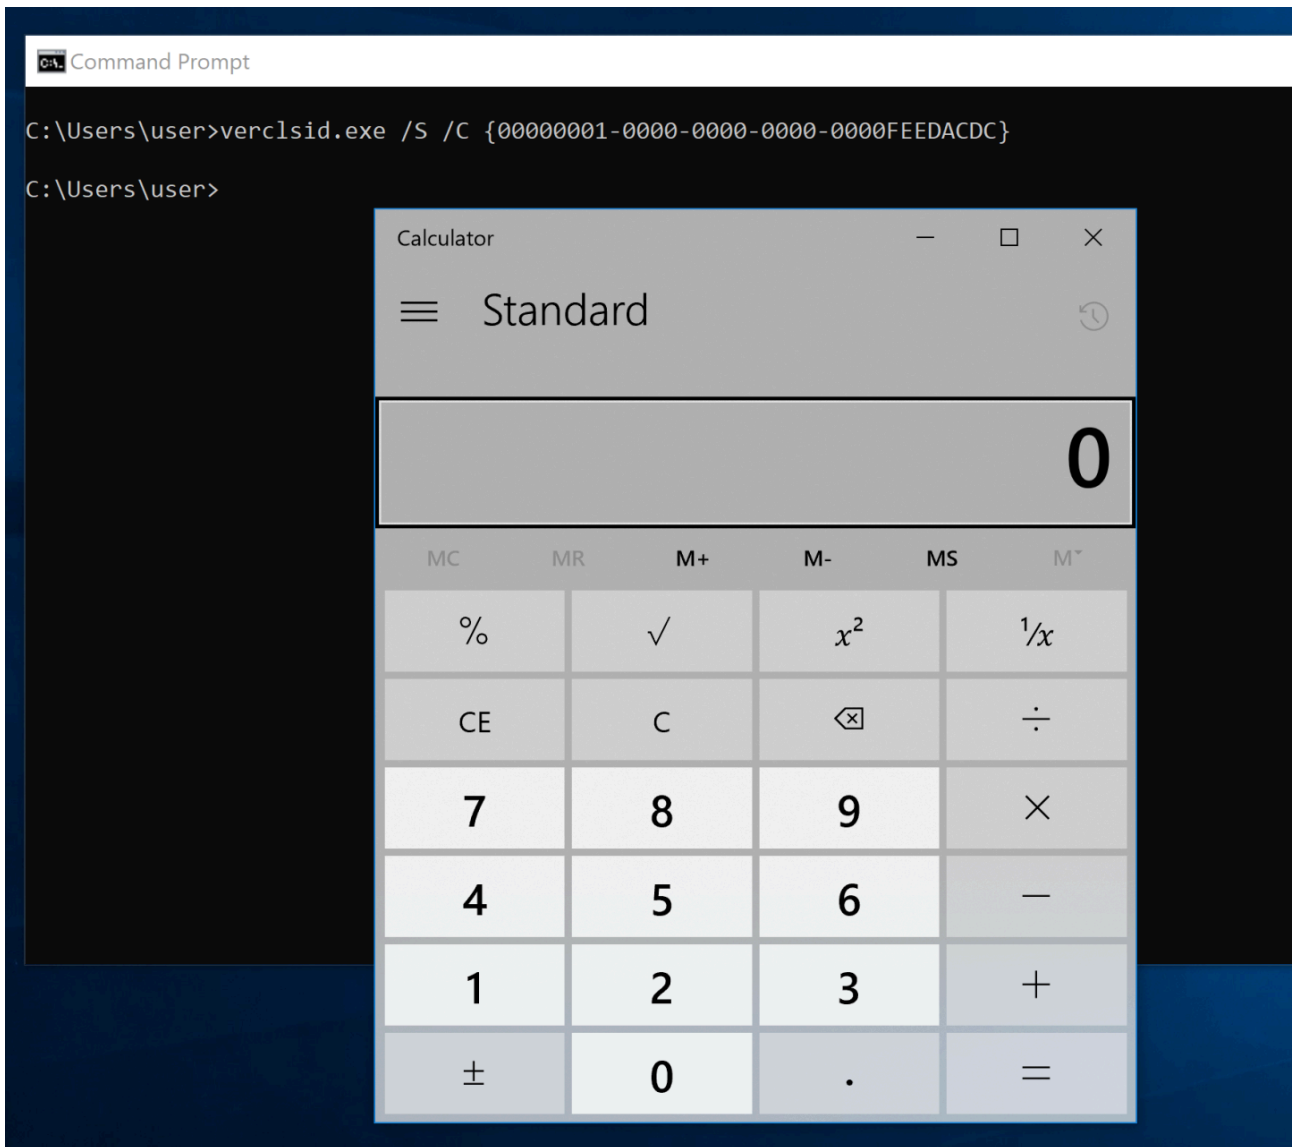 Command Prompt
C:\Users\user>verclsid.exe /S /C {00000001-0000-0000-0000-0000FEEDACDC}
C:\Users\user>
Calculator
Standard
0
MC MR M+ M- MS M˅
% √ x² ¹/x
CE C ÷
7 8 9 ×
4 5 6 −
1 2 3 +
± 0 . =